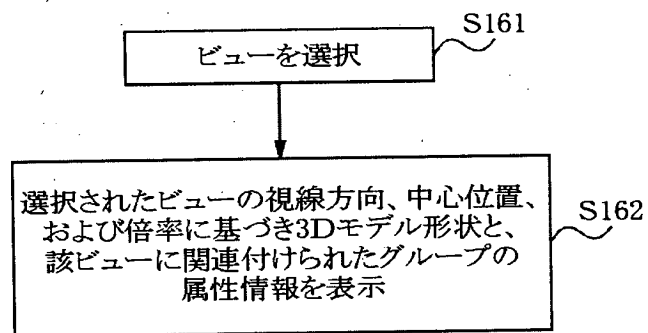 S161
ビューを選択
選択されたビューの視線方向、中心位置、
S162
および倍率に基づき3Dモデル形状と、
該ビューに関連付けられたグループの
属性情報を表示